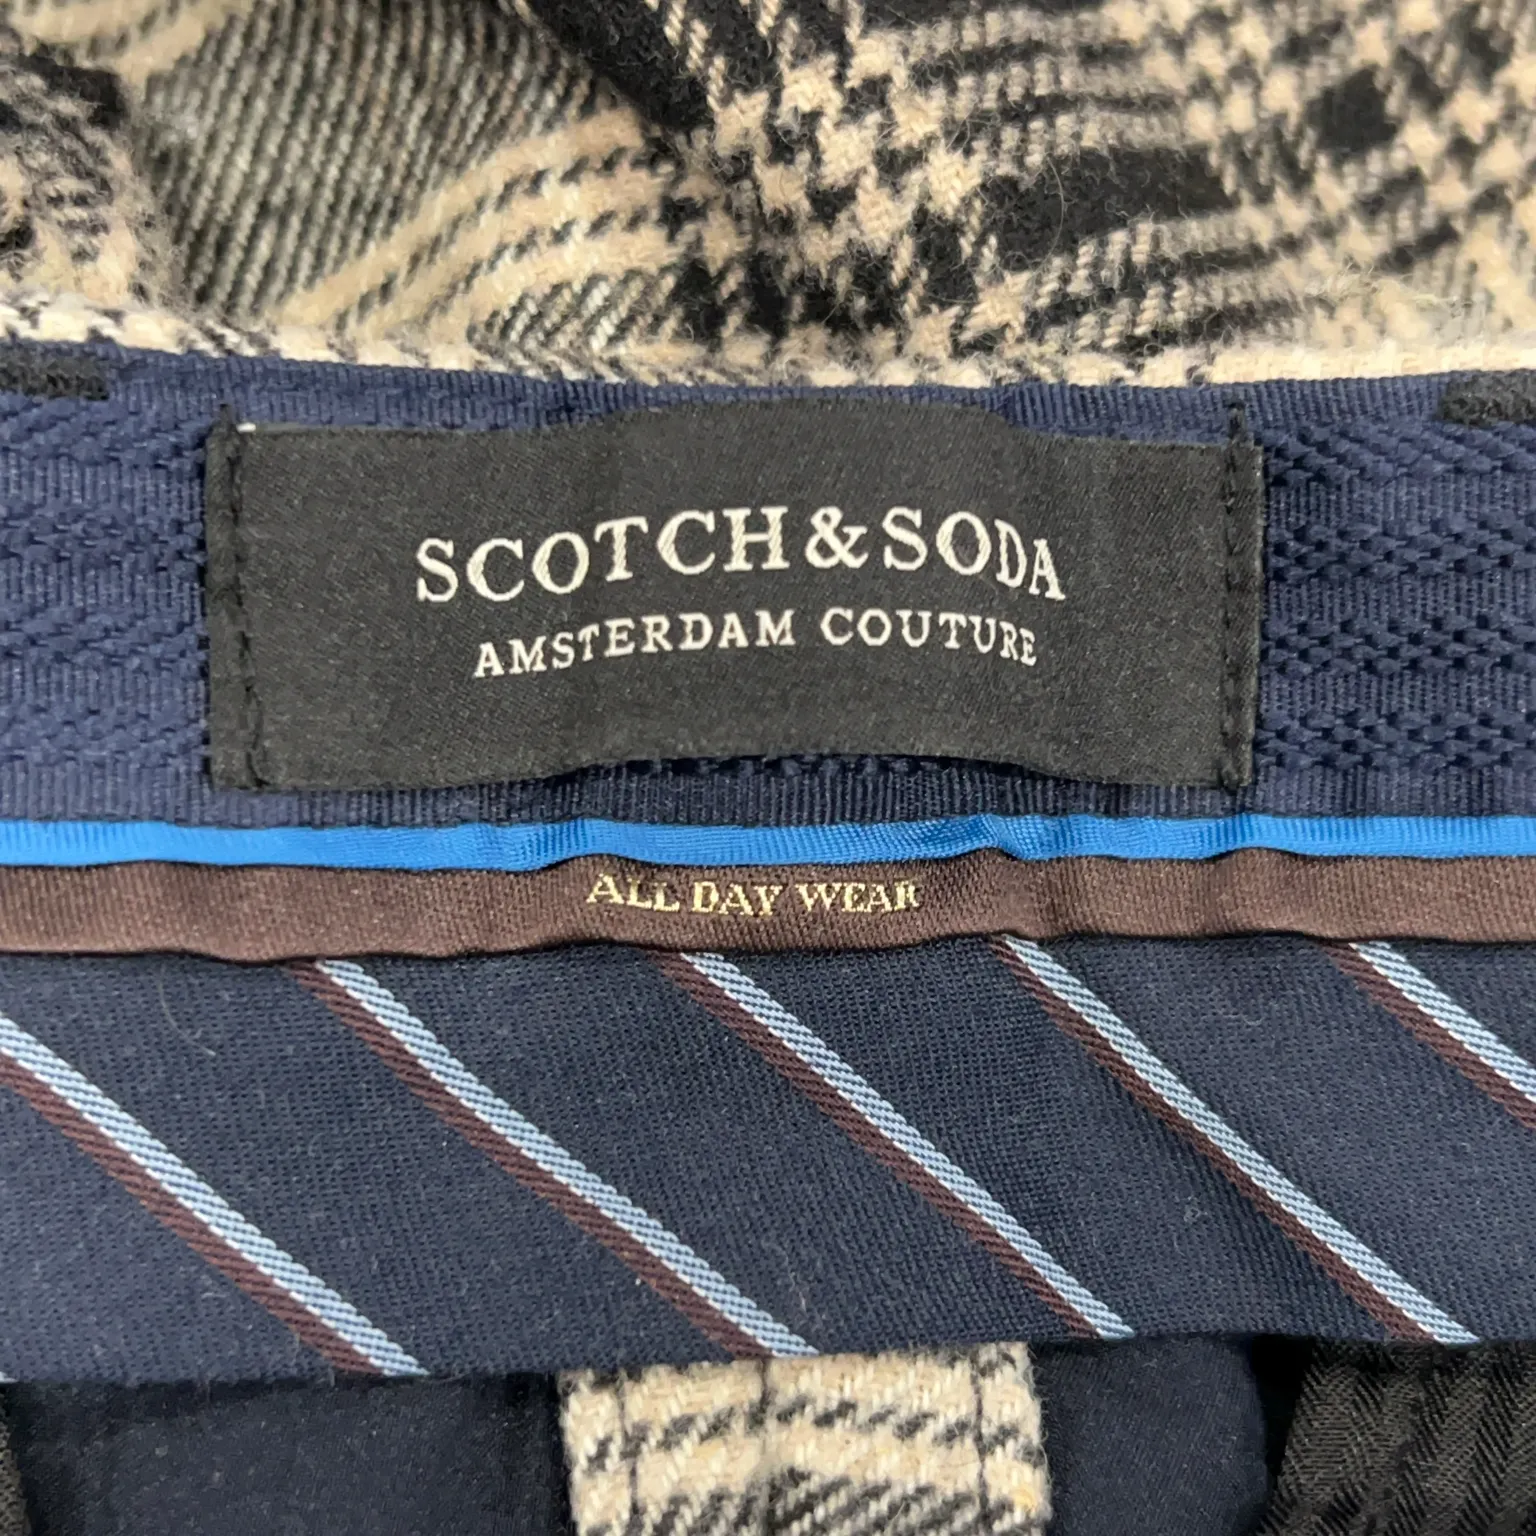 SCOTCH & SODA
AMSTERDAM COUTURE
ALL DAY WEAR